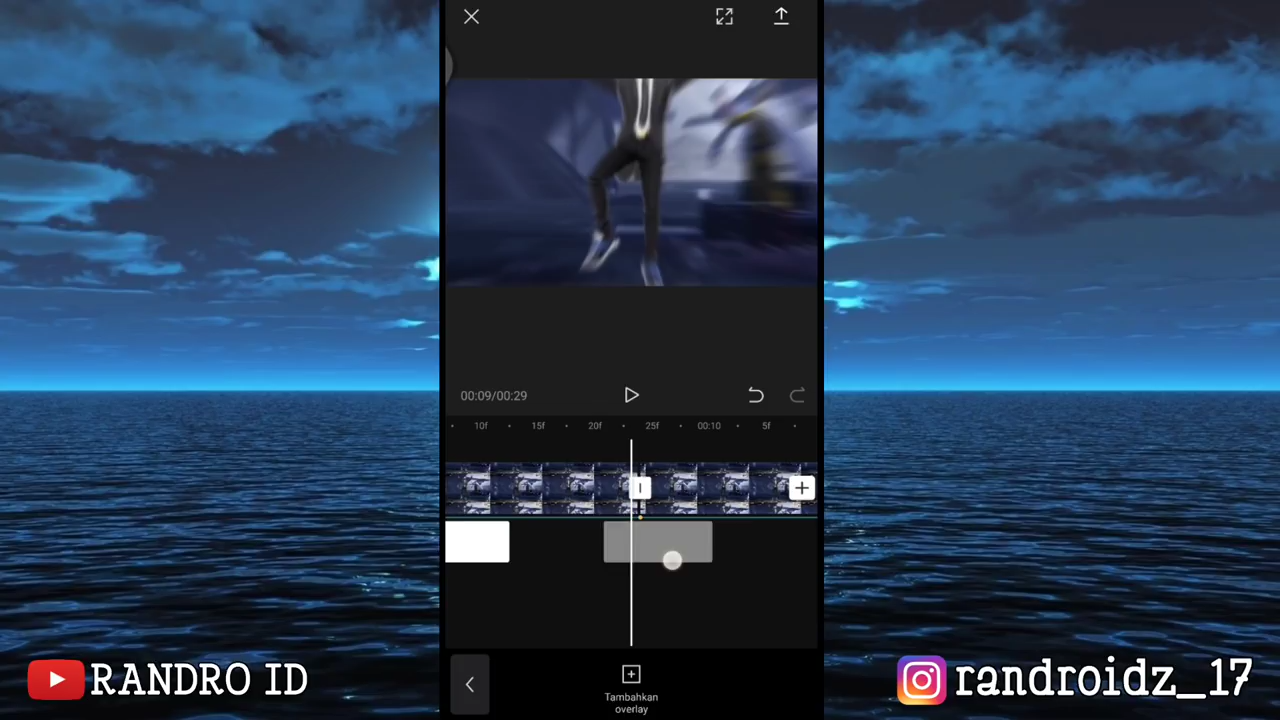 00:09/00:29
10f 15f 20f 25f 00:10 5f
Tambahkan
overlay
RANDRO ID
randroidz_17